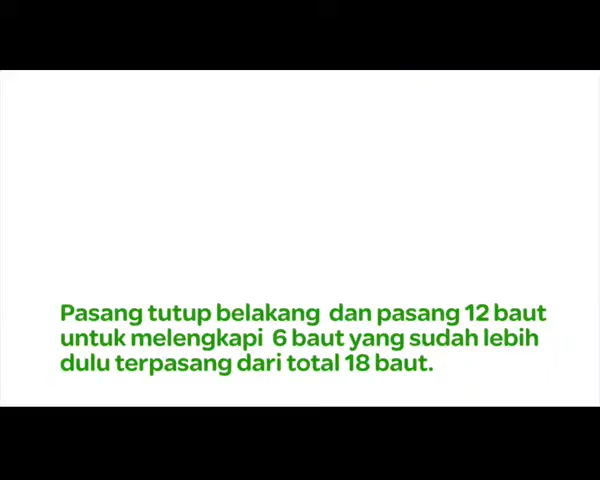 Pasang tutup belakang  dan pasang 12 baut
untuk melengkapi  6 baut yang sudah lebih
dulu terpasang dari total 18 baut.